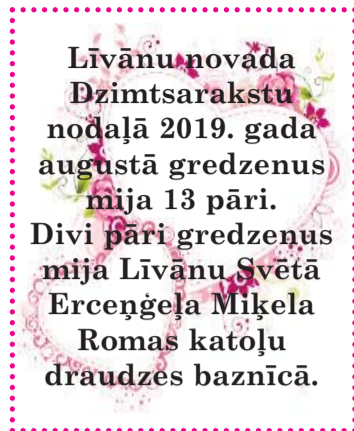 Līvānu novada
Dzimtsarakstu
nodaļā 2019. gada
augustā gredzenus
mija 13 pāri.
Divi pāri gredzenus
mija Līvānu Svētā
Erceņģeļa Miķela
Romas katoļu
draudzes baznīcā.